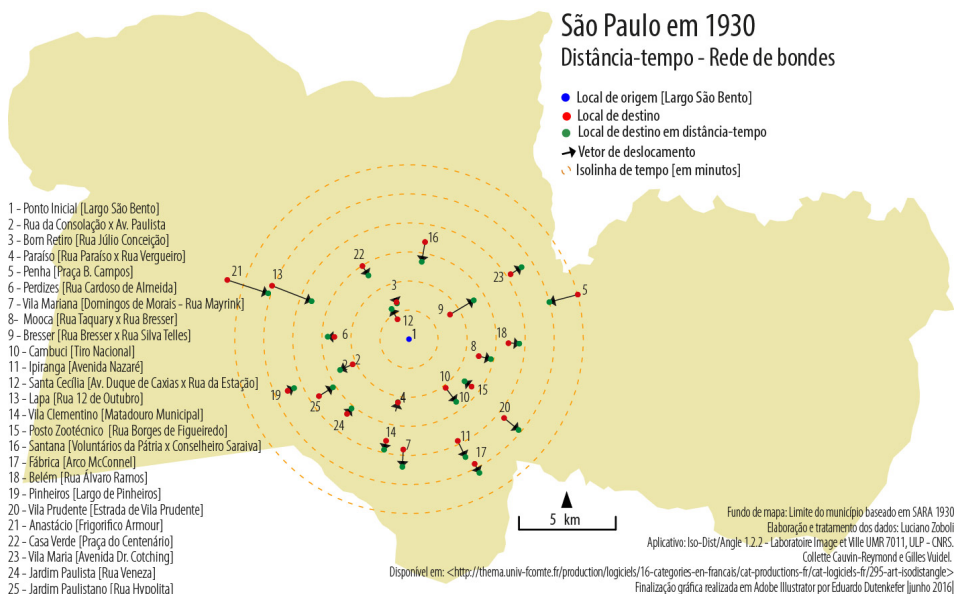 São Paulo em 1930
Distância-tempo - Rede de bondes
Local de origem [Largo São Bento]
Local de destino
Local de destino em distância-tempo
Vetor de deslocamento
Isolinha de tempo [em minutos]
1 - Ponto Inicial [Largo São Bento]
2 - Rua da Consolação x Av. Paulista
3 - Bom Retiro [Rua Júlio Conceição]
4 - Paraíso [Rua Paraíso x Rua Vergueiro]
5 - Penha [Praça B. Campos]
6 - Perdizes [Rua Cardoso de Almeida]
7 - Vila Mariana [Domingos de Morais - Rua Mayrink]
8- Mooca [Rua Taquary x Rua Bresser]
9 - Bresser [Rua Bresser x Rua Silva Telles]
10 - Cambuci [Tiro Nacional]
11 - Ipiranga [Avenida Nazaré]
12 - Santa Cecília [Av. Duque de Caxias x Rua da Estação]
13 - Lapa [Rua 12 de Outubro]
14 - Vila Clementino [Matadouro Municipal]
15 - Posto Zootécnico [Rua Borges de Figueiredo]
16 - Santana [Voluntários da Pátria x Conselheiro Saraiva]
17 - Fábrica [Arco McConnel]
18 - Belém [Rua Álvaro Ramos]
19 - Pinheiros [Largo de Pinheiros]
20 - Vila Prudente [Estrada de Vila Prudente]
21 - Anastácio [Frigorifico Armour]
22 - Casa Verde [Praça do Centenário]
23 - Vila Maria [Avenida Dr. Cotching]
24 - Jardim Paulista [Rua Veneza]
25 - Jardim Paulistano [Rua Hypolita]
16
22
21
13
23
5
3
9
12
1
6
18
8
2
2
10
15
19
25
4
10
24
20
14
7
11
17
5 km
Fundo de mapa: Limite do município baseado em SARA 1930
Elaboração e tratamento dos dados: Luciano Zoboli
Aplicativo: Iso-Dist/Angle 1.2.2 - Laboratoire Image et Ville UMR 7011, ULP - CNRS.
Collette Cauvin-Reymond e Gilles Vuidel.
Disponível em: <http://thema.univ-fcomte.fr/production/logiciels/16-categories-en-francais/cat-productions-fr/cat-logiciels-fr/295-art-isodistangle>
Finalização gráfica realizada em Adobe Illustrator por Eduardo Dutenkefer [junho 2016]